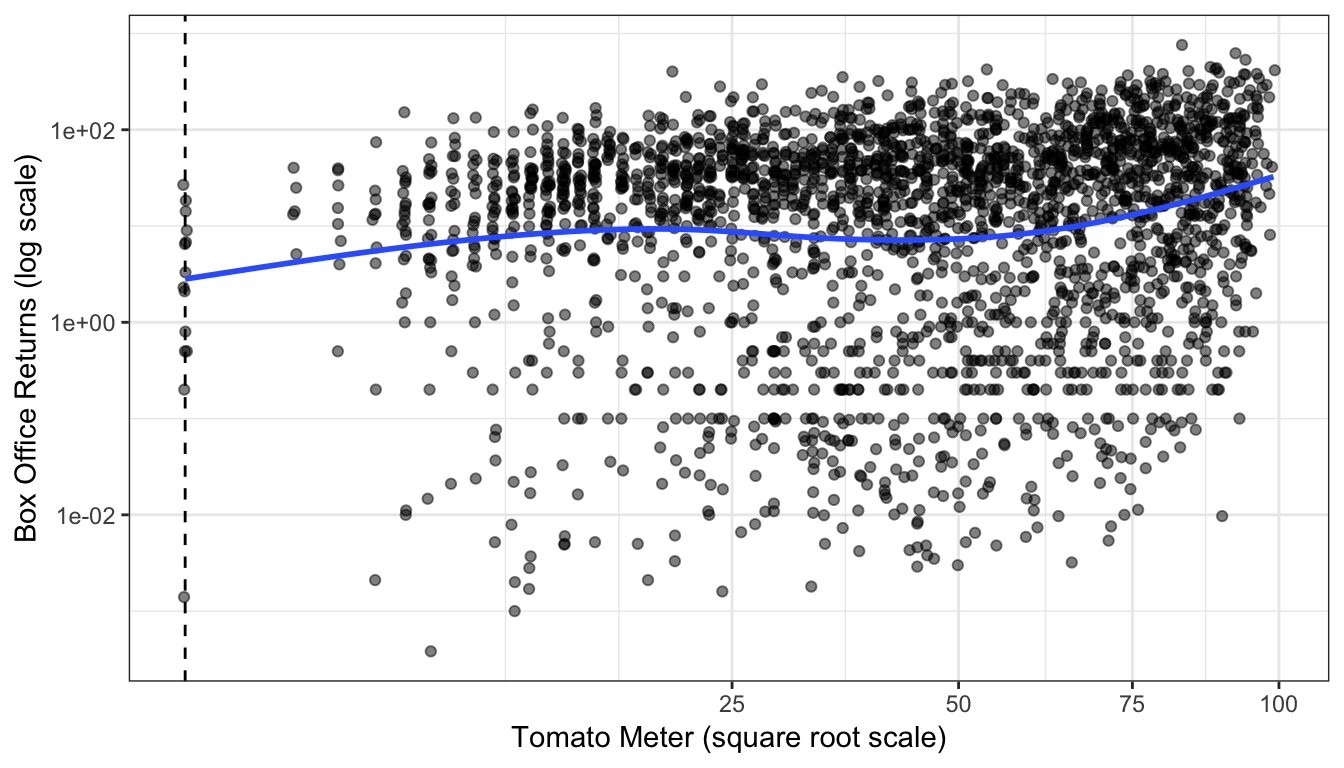 1e+02
1e+00
1e-02
Box Office Returns (log scale)
25 50 75 100
Tomato Meter (square root scale)